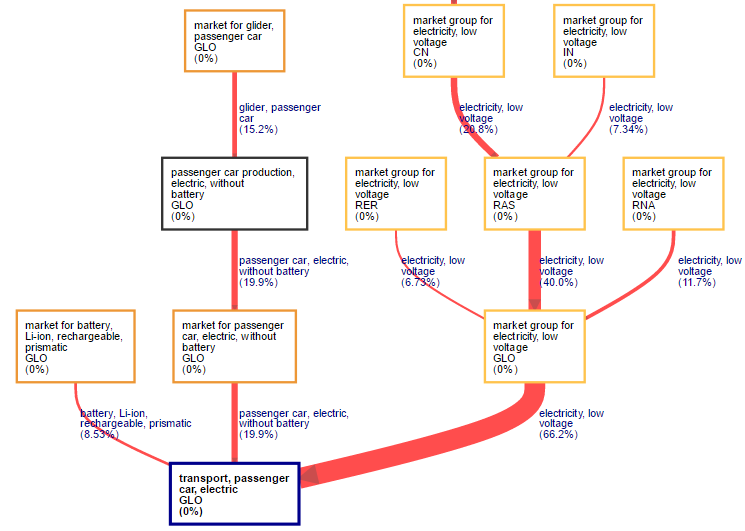 market for glider,
passenger car
GLO
(0%)
market group for
electricity, low
voltage
CN
(0%)
market group for
electricity, low
voltage
IN
(0%)
glider, passenger
car
(15.2%)
electricity, low
voltage
(20.8%)
electricity, low
voltage
(7.34%)
passenger car production,
electric, without
battery
GLO
(0%)
market group for
electricity, low
voltage
RER
(0%)
market group for
electricity, low
voltage
RAS
(0%)
market group for
electricity, low
voltage
RNA
(0%)
passenger car, electric,
without battery
(19.9%)
electricity, low
voltage
(6.73%)
electricity, low
voltage
(40.0%)
electricity, low
voltage
(11.7%)
market for battery,
Li-ion, rechargeable,
prismatic
GLO
(0%)
market for passenger
car, electric, without
battery
GLO
(0%)
market group for
electricity, low
voltage
GLO
(0%)
battery, Li-ion,
rechargeable, prismatic
(8.53%)
passenger car, electric,
without battery
(19.9%)
electricity, low
voltage
(66.2%)
transport, passenger
car, electric
GLO
(0%)